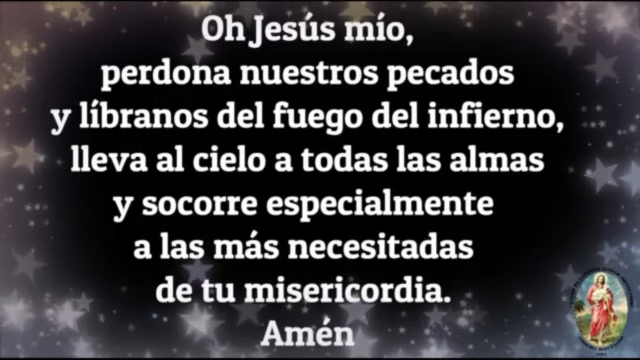 Oh Jesús mío,
perdona nuestros pecados
y líbranos del fuego del infierno,
lleva al cielo a todas las almas
y socorre especialmente
a las más necesitadas
de tu misericordia.
Amén